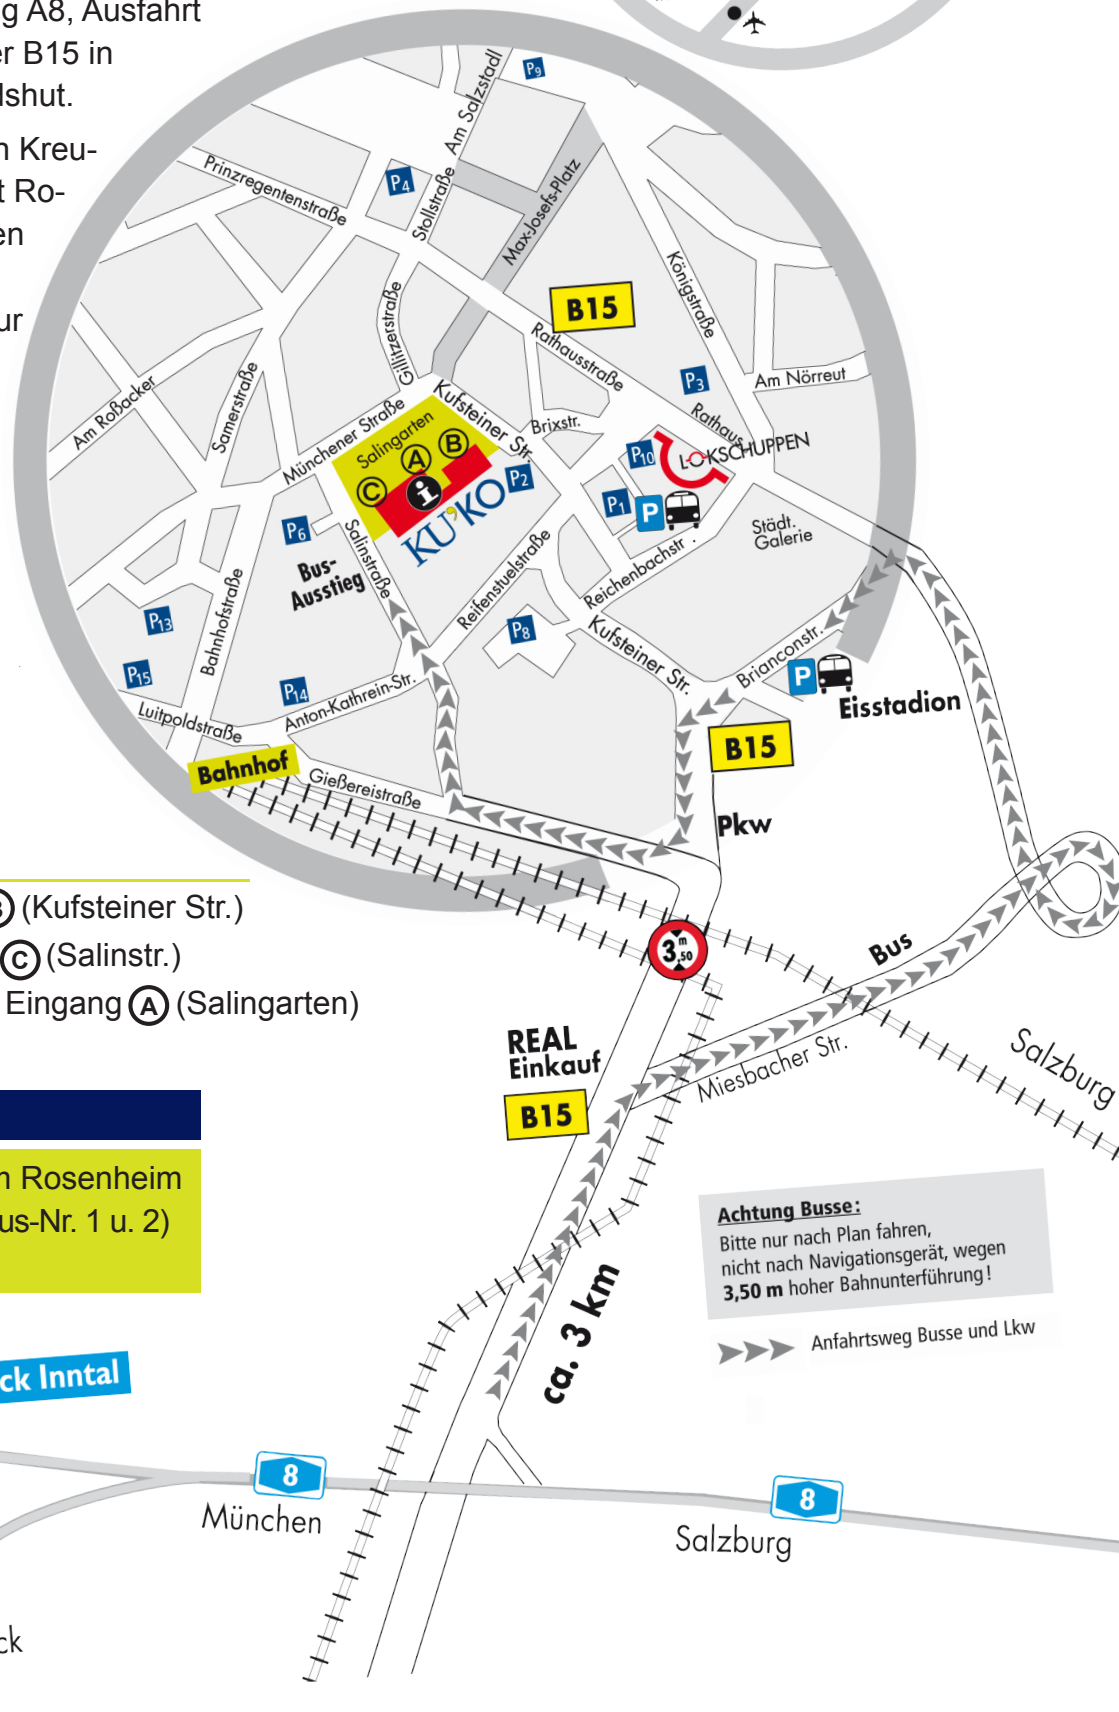 g A8, Ausfahrt
er B15 in
dshut.
n Kreu-
t Ro-
en
ur
P9
Am Salzstadl
Prinzregentenstraße
P4
Stollstraße
Max-Josefs-Platz
Königstraße
B15
Gillitzerstraße
Rathausstraße
P3
Am Nörreut
Am Roßacker
Samerstraße
Münchener Straße
Kufsteiner Str.
Salingarten
Brixstr.
Rathaus
LOKSCHUPPEN
P10
A
B
C
i
KU'KO
P2
P1
P
P6
Salinstraße
Städt.
Galerie
Bus-
Ausstieg
Reifenstuelstraße
Reichenbachstr.
P13
Bahnhofstraße
P8
Kufsteiner Str.
Brianconstr.
P15
P14
Anton-Kathrein-Str.
P
Eisstadion
Luitpoldstraße
B15
Bahnhof
Gießereistraße
Pkw
B (Kufsteiner Str.)
C (Salinstr.)
Eingang A (Salingarten)
3m,50
Bus
REAL
Einkauf
Miesbacher Str.
Salzburg
B15
m Rosenheim
us-Nr. 1 u. 2)
Achtung Busse:
Bitte nur nach Plan fahren,
nicht nach Navigationsgerät, wegen
3,50 m hoher Bahnunterführung!
Anfahrtsweg Busse und Lkw
ca. 3 km
ck Inntal
8
München
8
Salzburg
ck